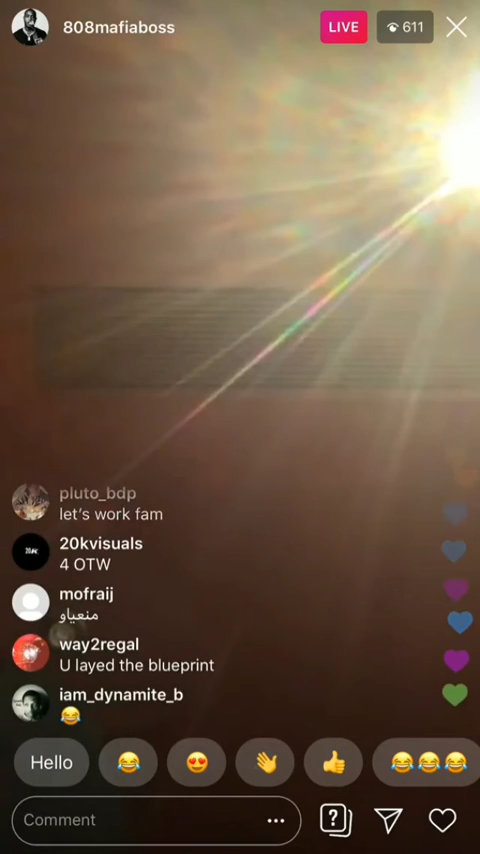 808mafiaboss
LIVE
611
pluto_bdp
let's work fam
20kvisuals
4 OTW
mofraij
منعياو
way2regal
U layed the blueprint
iam_dynamite_b
😂
Hello 😂 😍 👋 👍 😂😂😂
Comment